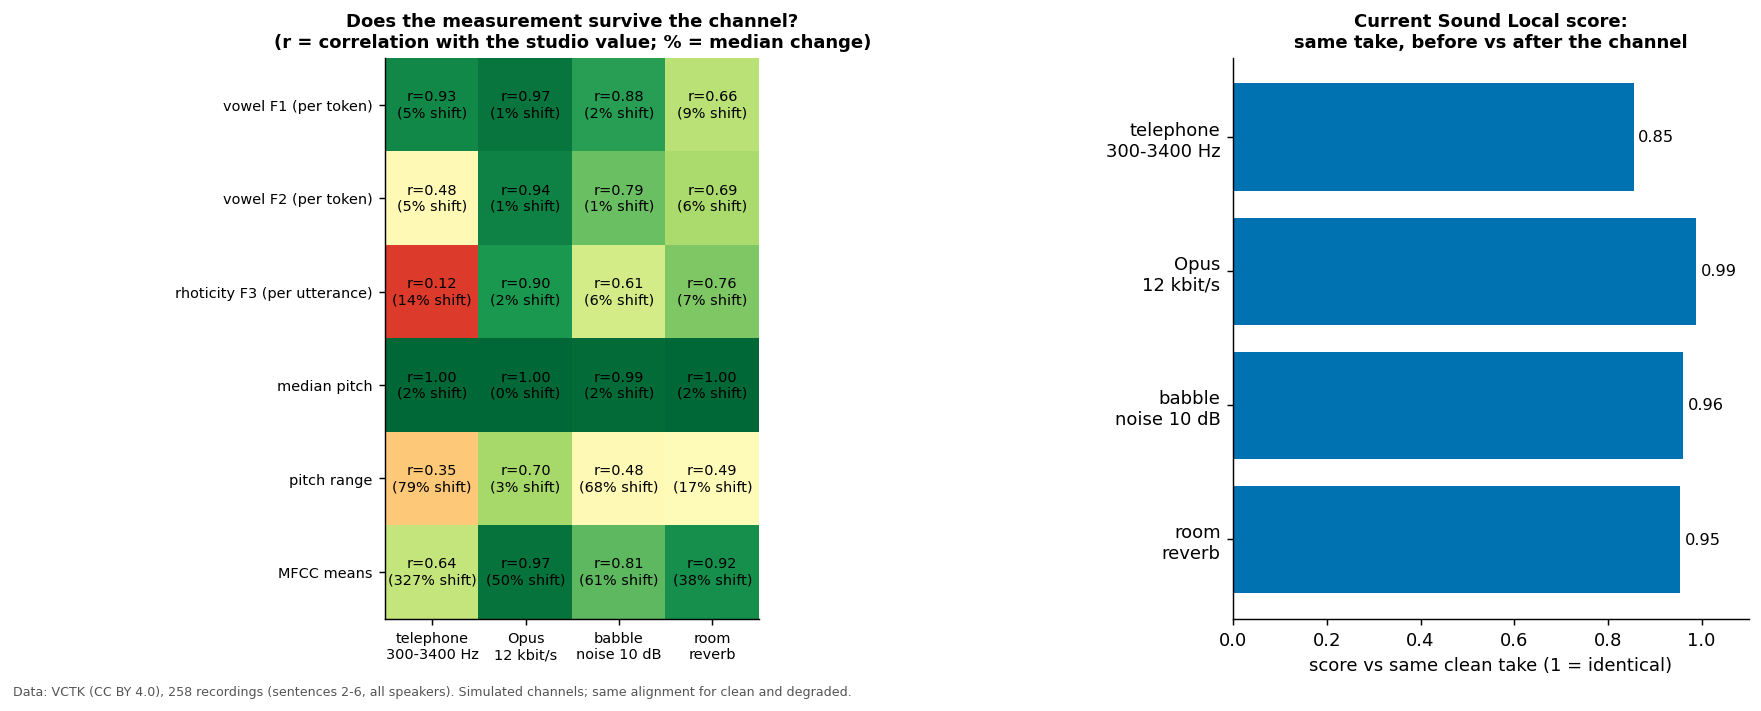 Does the measurement survive the channel?
(r = correlation with the studio value; % = median change)
vowel F1 (per token)
r=0.93
(5% shift)
r=0.97
(1% shift)
r=0.88
(2% shift)
r=0.66
(9% shift)
vowel F2 (per token)
r=0.48
(5% shift)
r=0.94
(1% shift)
r=0.79
(1% shift)
r=0.69
(6% shift)
rhoticity F3 (per utterance)
r=0.12
(14% shift)
r=0.90
(2% shift)
r=0.61
(6% shift)
r=0.76
(7% shift)
median pitch
r=1.00
(2% shift)
r=1.00
(0% shift)
r=0.99
(2% shift)
r=1.00
(2% shift)
pitch range
r=0.35
(79% shift)
r=0.70
(3% shift)
r=0.48
(68% shift)
r=0.49
(17% shift)
MFCC means
r=0.64
(327% shift)
r=0.97
(50% shift)
r=0.81
(61% shift)
r=0.92
(38% shift)
telephone
300-3400 Hz
Opus
12 kbit/s
babble
noise 10 dB
room
reverb
Current Sound Local score:
same take, before vs after the channel
telephone
300-3400 Hz
0.85
Opus
12 kbit/s
0.99
babble
noise 10 dB
0.96
room
reverb
0.95
0.0 0.2 0.4 0.6 0.8 1.0
score vs same clean take (1 = identical)
Data: VCTK (CC BY 4.0), 258 recordings (sentences 2-6, all speakers). Simulated channels; same alignment for clean and degraded.